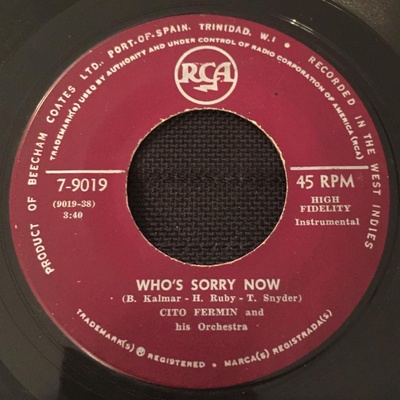 PRODUCT OF BEECHAM COATES LTD., PORT-OF-SPAIN, TRINIDAD, W.I • RECORDED IN THE WEST INDIES
TRADEMARK(s) USED BY AUTHORITY AND UNDER CONTROL OF RADIO CORPORATION OF AMERICA (RCA)
RCA
7-9019
(9019-38)
3:40
45 RPM
HIGH
FIDELITY
Instrumental
WHO'S SORRY NOW
(B. Kalmar - H. Ruby - T. Snyder)
CITO FERMIN and
his Orchestra
TRADEMARK(s) ® REGISTERED • MARCA(s) REGISTRADA(s)